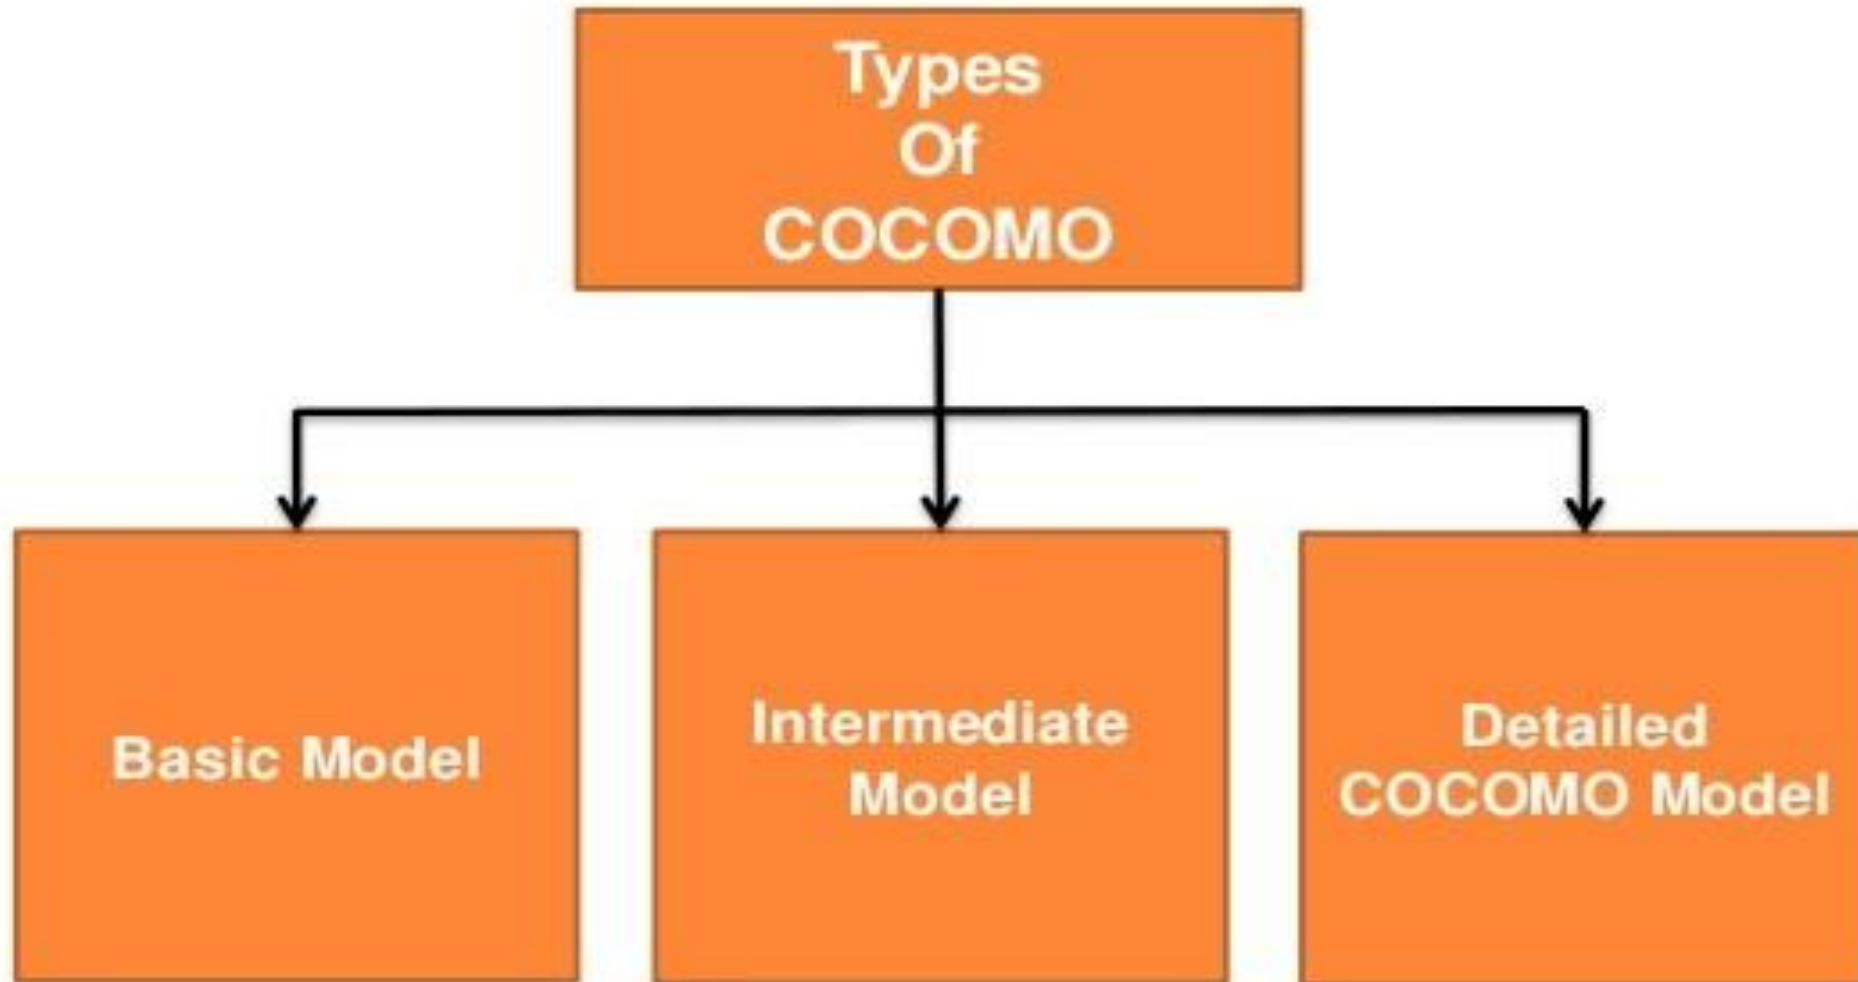 Types
Of
COCOMO
Basic Model
Intermediate
Model
Detailed
COCOMO Model